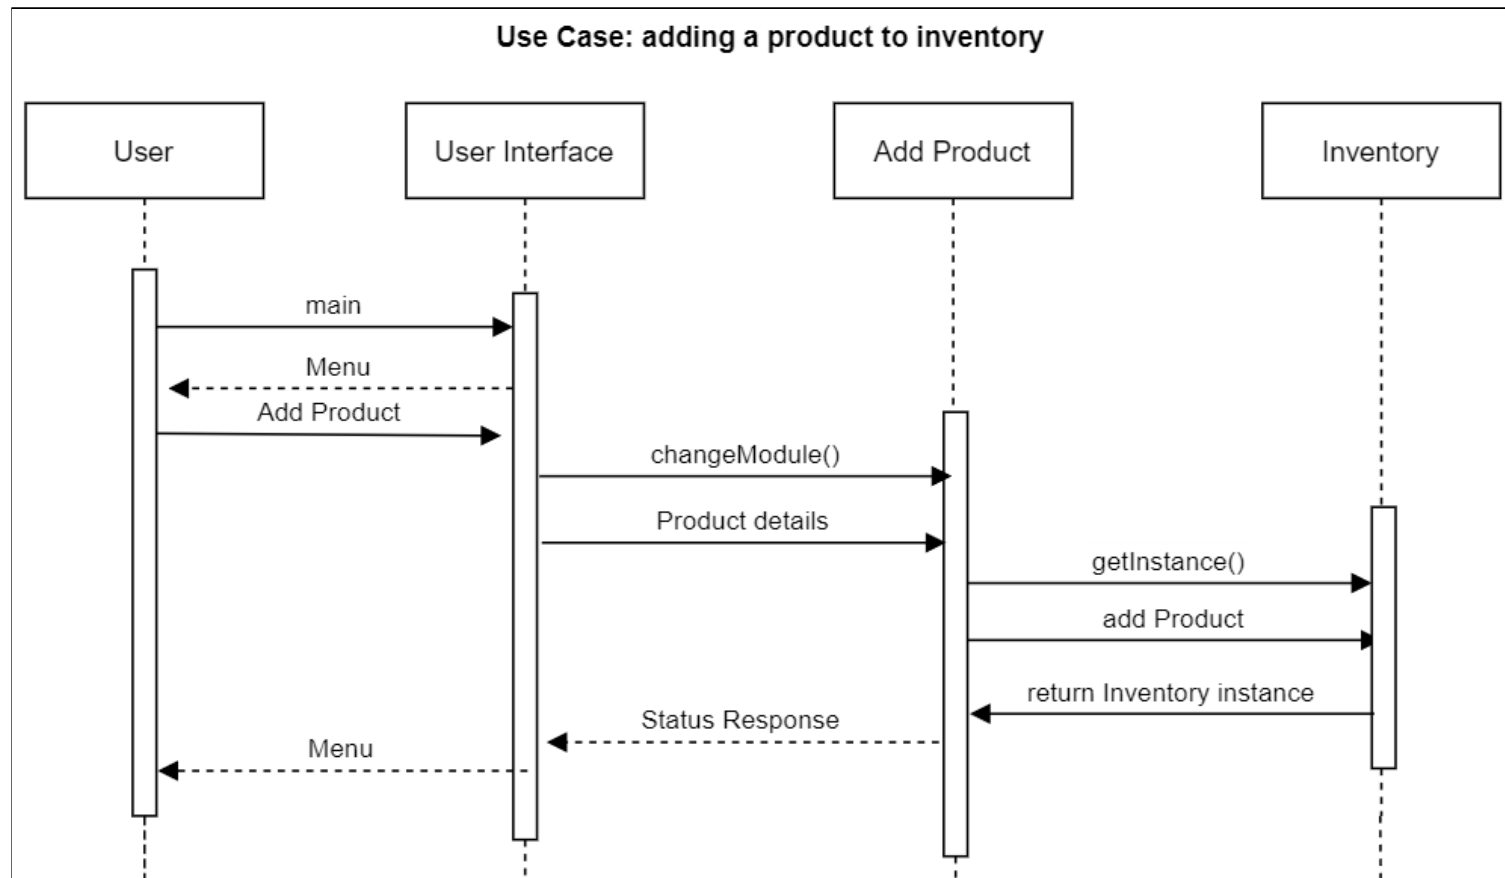 Use Case: adding a product to inventory
User
User Interface
Add Product
Inventory
main
Menu
Add Product
changeModule()
Product details
getInstance()
add Product
return Inventory instance
Status Response
Menu